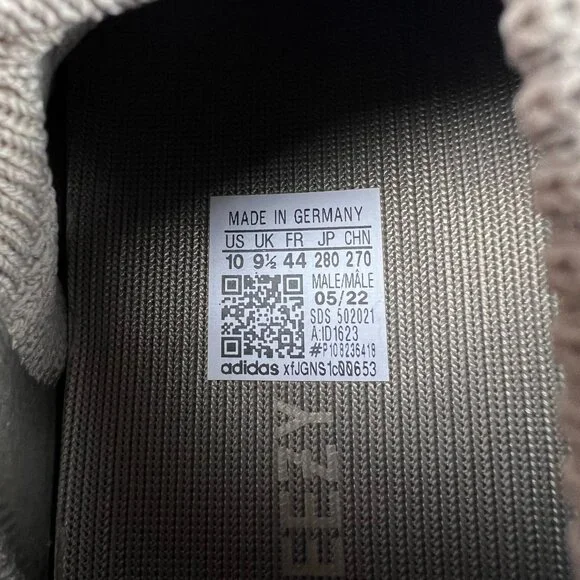 MADE IN GERMANY
US UK FR JP CHN
10 9½ 44 280 270
MALE/MÂLE
05/22
SDS 502021
A:ID1623
#P108236418
adidas xfJGNS1c00653
EEZY